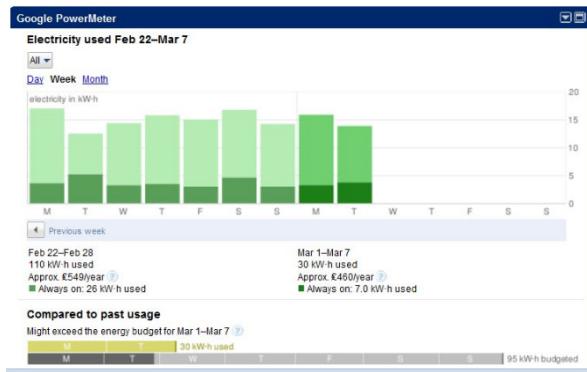 Google PowerMeter
Electricity used Feb 22–Mar 7
All
Day Week Month
electricity in kW·h
20
15
10
5
0
M T W T F S S M T W T F S S
Previous week
Feb 22–Feb 28
110 kW·h used
Approx. £549/year ?
Always on: 26 kW·h used
Mar 1–Mar 7
30 kW·h used
Approx. £460/year ?
Always on: 7.0 kW·h used
Compared to past usage
Might exceed the energy budget for Mar 1–Mar 7 ?
M T 30 kW·h used
M T W T F S S 95 kW·h budgeted